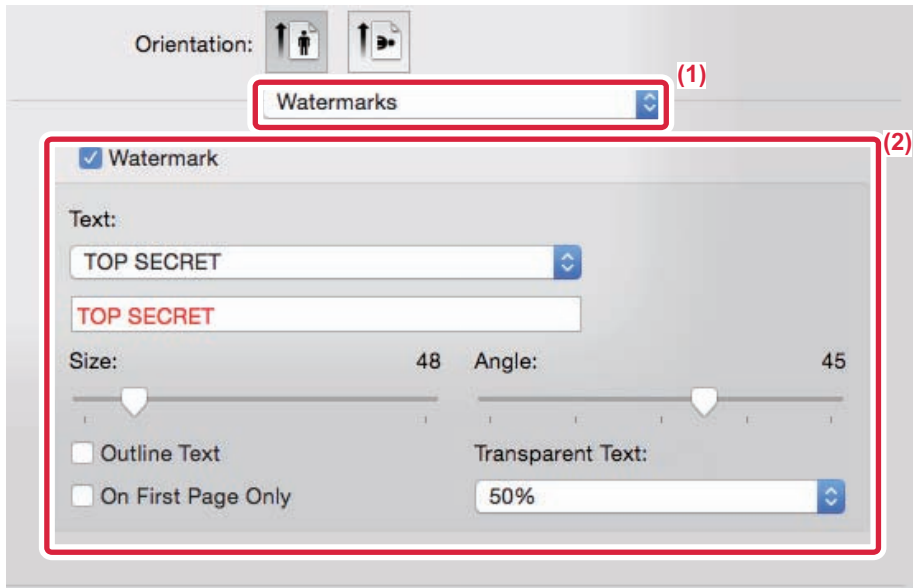 Orientation:
(1)
Watermarks
(2)
Watermark
Text:
TOP SECRET
TOP SECRET
Size: 48 Angle: 45
Outline Text Transparent Text:
On First Page Only 50%